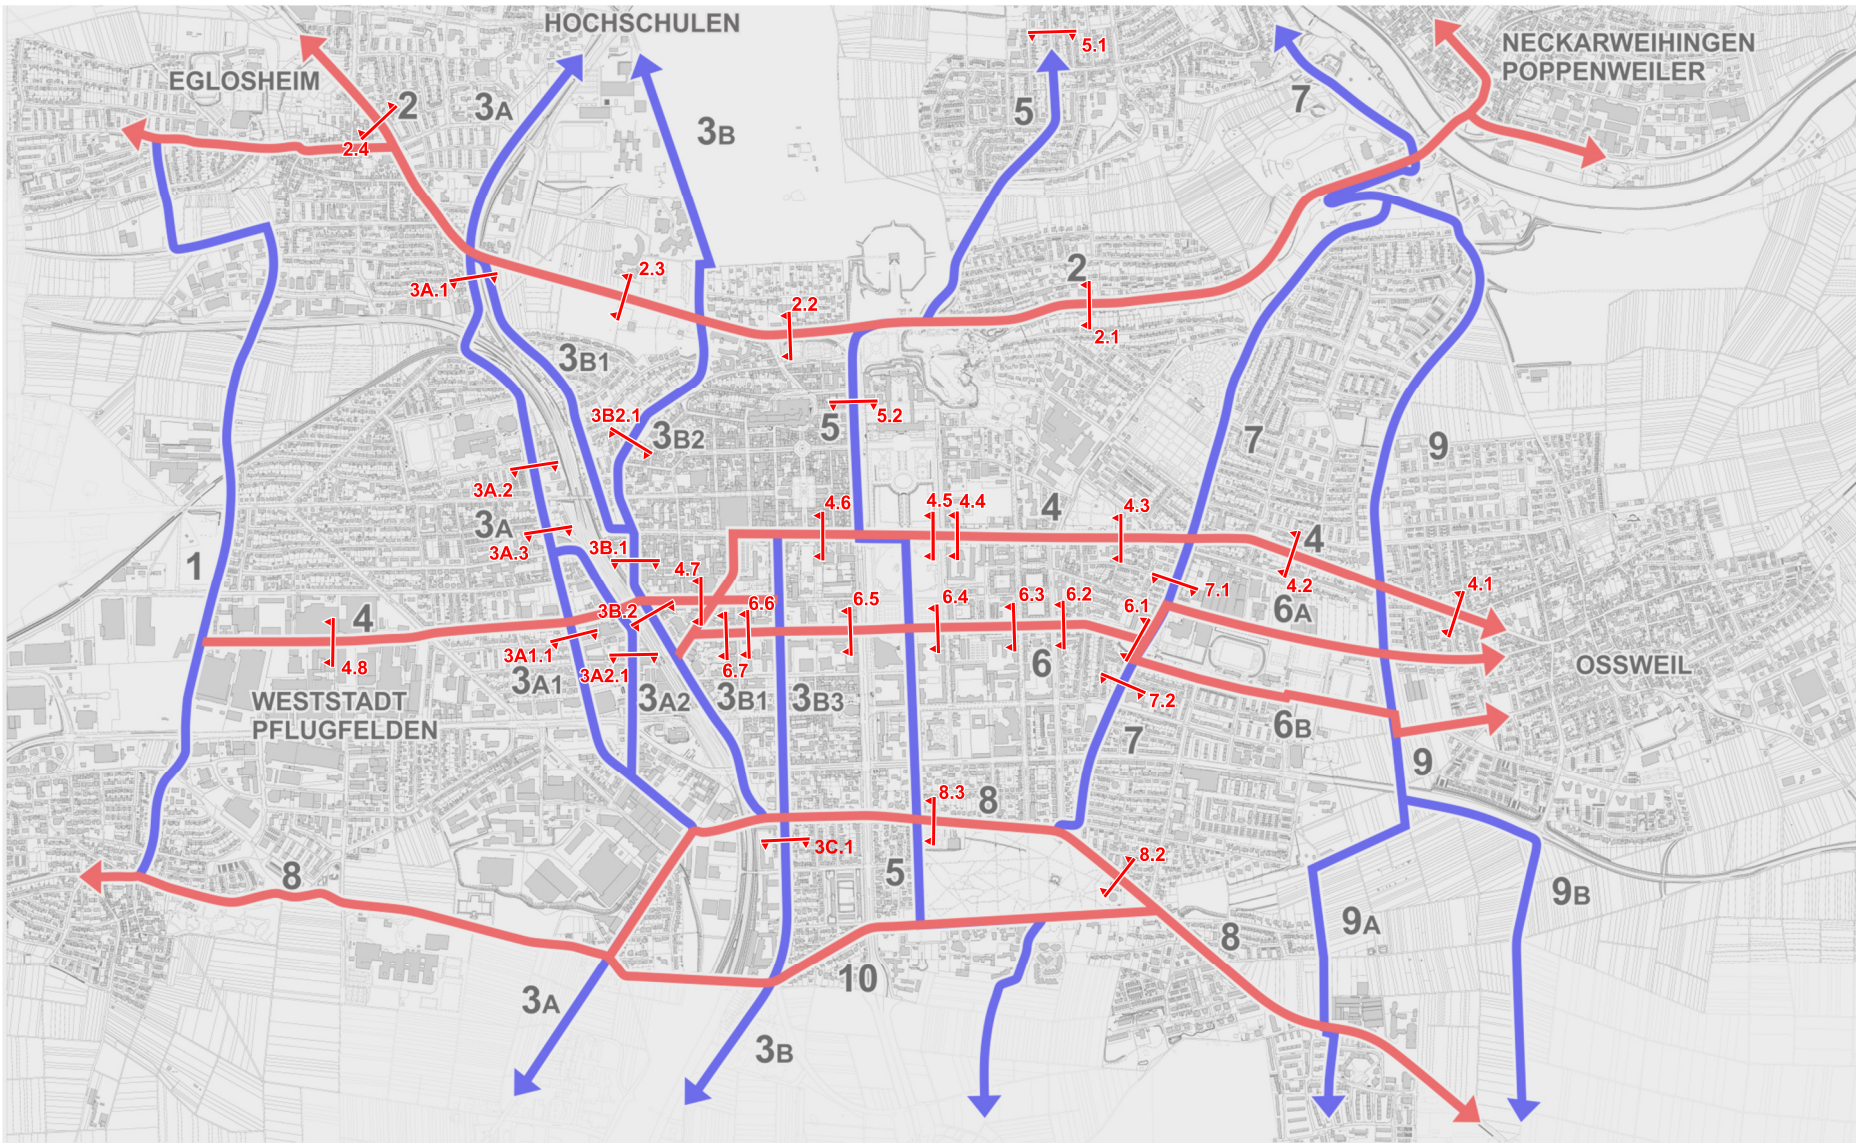 HOCHSCHULEN
5.1
NECKARWEIHINGEN
POPPENWEILER
EGLOSHEIM
2
3A
3B
5
7
2.4
3A.1
2.3
2.2
2
2.1
3B1
3B2.1
3B2
5
5.2
7
9
3A.2
3A
3A.3
3B.1
4.6
4.5
4.4
4
4.3
4
4.2
4.1
1
4.7
7.1
6A
4
4.8
3B.2
6.6
6.5
6.4
6.3
6.2
6.1
3A1.1
3A1
3A2.1
3A2
6.7
3B1
3B3
6
7.2
OSSWEIL
WESTSTADT
PFLUGFELDEN
7
6B
9
8.3
8
3C.1
8.2
8
5
9A
9B
8
10
3A
3B